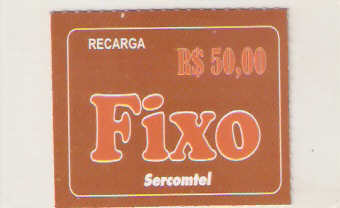 RECARGA
R$ 50,00
Fixo
Sercomtel